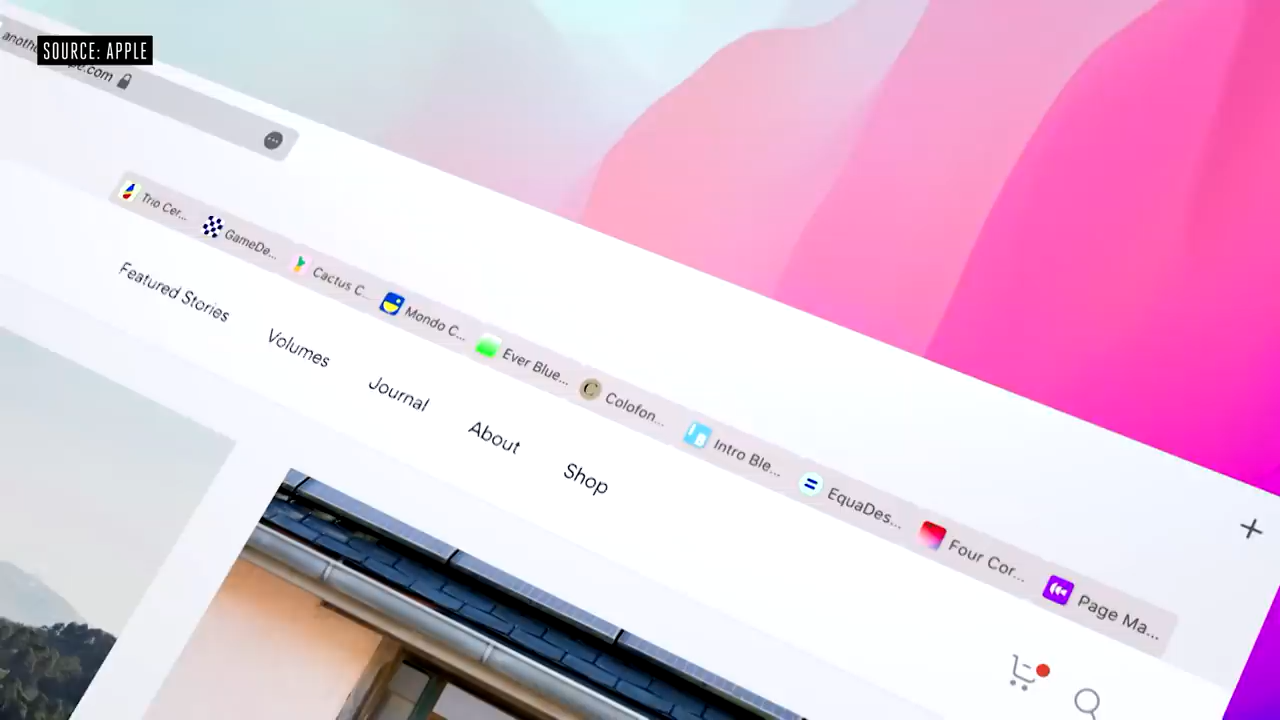 SOURCE: APPLE
Trio Cer...
GameDe...
Cactus C...
Mondo C...
Ever Blue...
Colofon...
Intro Ble...
EquaDes...
Four Cor...
Page Ma...
Featured Stories
Volumes
Journal
About
Shop